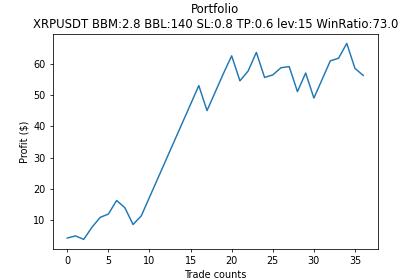 Portfolio
XRPUSDT BBM:2.8 BBL:140 SL:0.8 TP:0.6 lev:15 WinRatio:73.0
Profit ($)
60
50
40
30
20
10
0 5 10 15 20 25 30 35
Trade counts